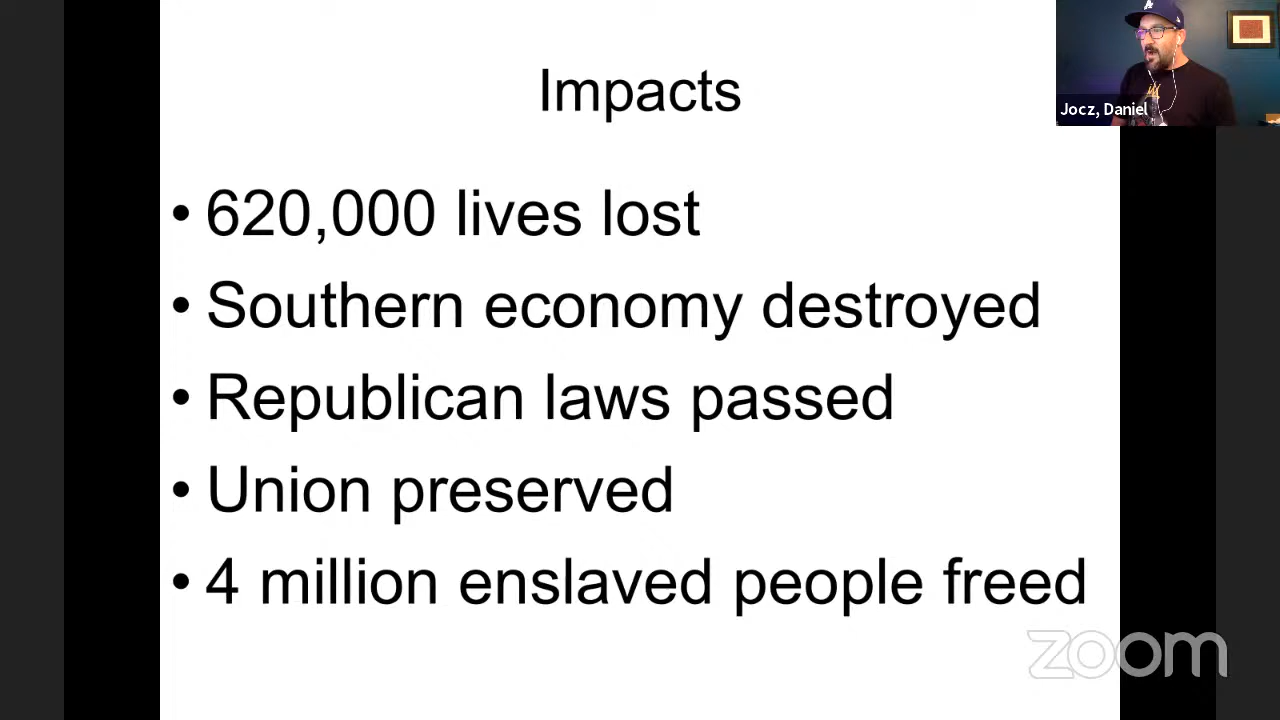 Impacts
Jocz, Daniel
• 620,000 lives lost
• Southern economy destroyed
• Republican laws passed
• Union preserved
• 4 million enslaved people freed
zoom